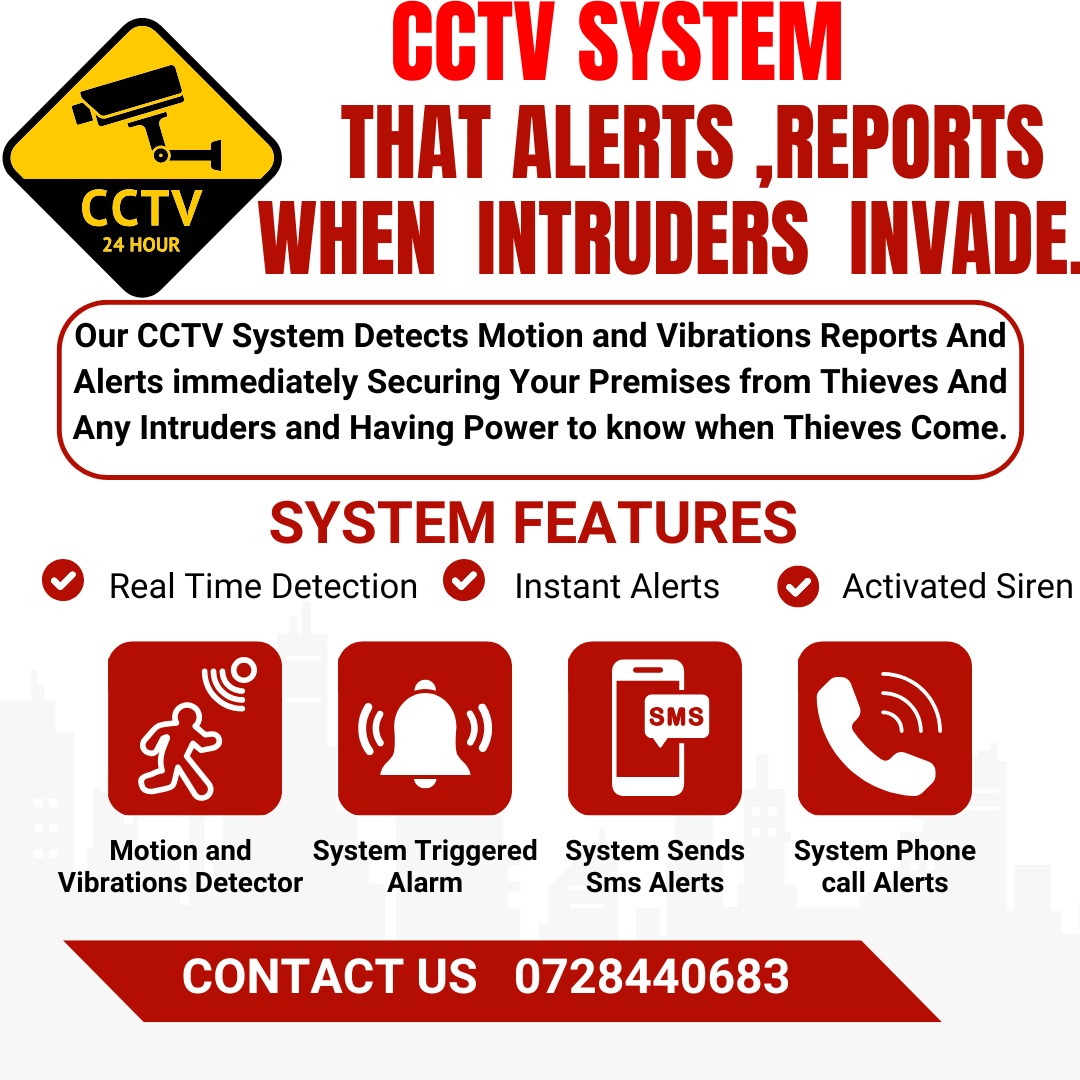 CCTV SYSTEM
THAT ALERTS ,REPORTS
WHEN INTRUDERS INVADE.
CCTV
24 HOUR
Our CCTV System Detects Motion and Vibrations Reports And
Alerts immediately Securing Your Premises from Thieves And
Any Intruders and Having Power to know when Thieves Come.
SYSTEM FEATURES
Real Time Detection
Instant Alerts
Activated Siren
SMS
Motion and
Vibrations Detector
System Triggered
Alarm
System Sends
Sms Alerts
System Phone
call Alerts
CONTACT US 0728440683